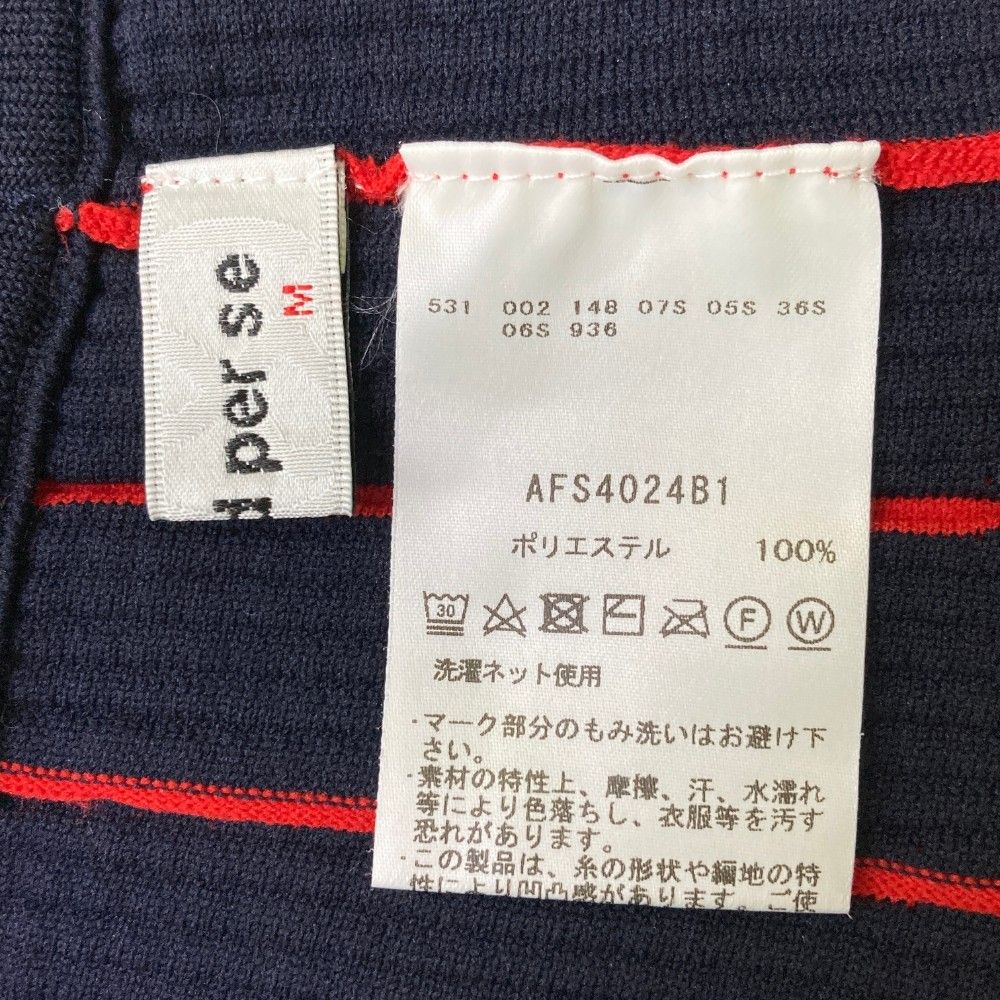 per se
M
531 002 148 07S 05S 36S
06S 936
AFS4024B1
ポリエステル 100%
30
F W
洗濯ネット使用
・マーク部分のもみ洗いはお避け下
さい。
・素材の特性上、摩擦、汗、水濡れ
等により色落ちし、衣服等を汚す
恐れがあります。
・この製品は、糸の形状や編地の特
性により凹凸感があります。ご使